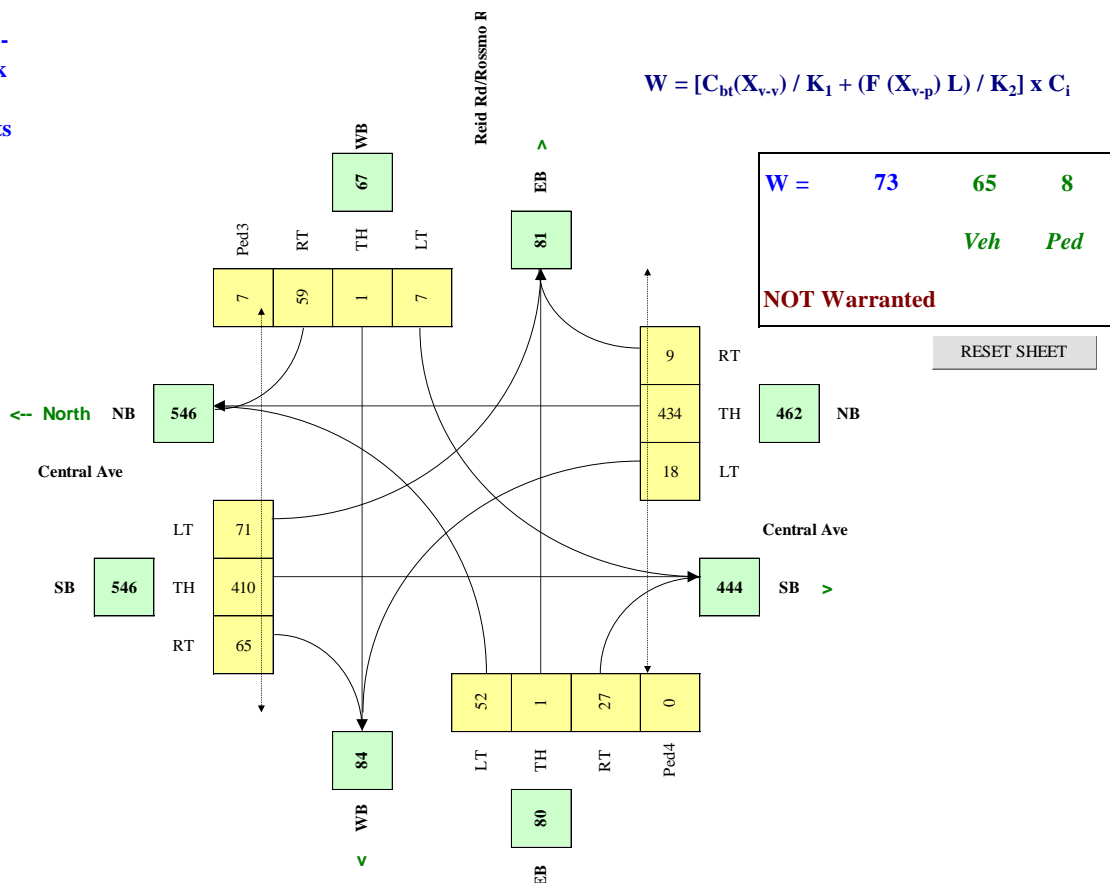 -
k
ts
Reid Rd/Rossmo R
W = [Cbt(Xv-v) / K1 + (F (Xv-p) L) / K2] x Ci
W = 73 65 8
Veh Ped
NOT Warranted
RESET SHEET
WB
67
^
EB
81
Ped3 RT TH LT
7 59 1 7
9 RT
434 TH
18 LT
462 NB
<-- North NB 546
Central Ave
Central Ave
LT 71
SB 546 TH 410
RT 65
444 SB >
52 1 27 0
LT TH RT Ped4
84
WB
v
80
EB